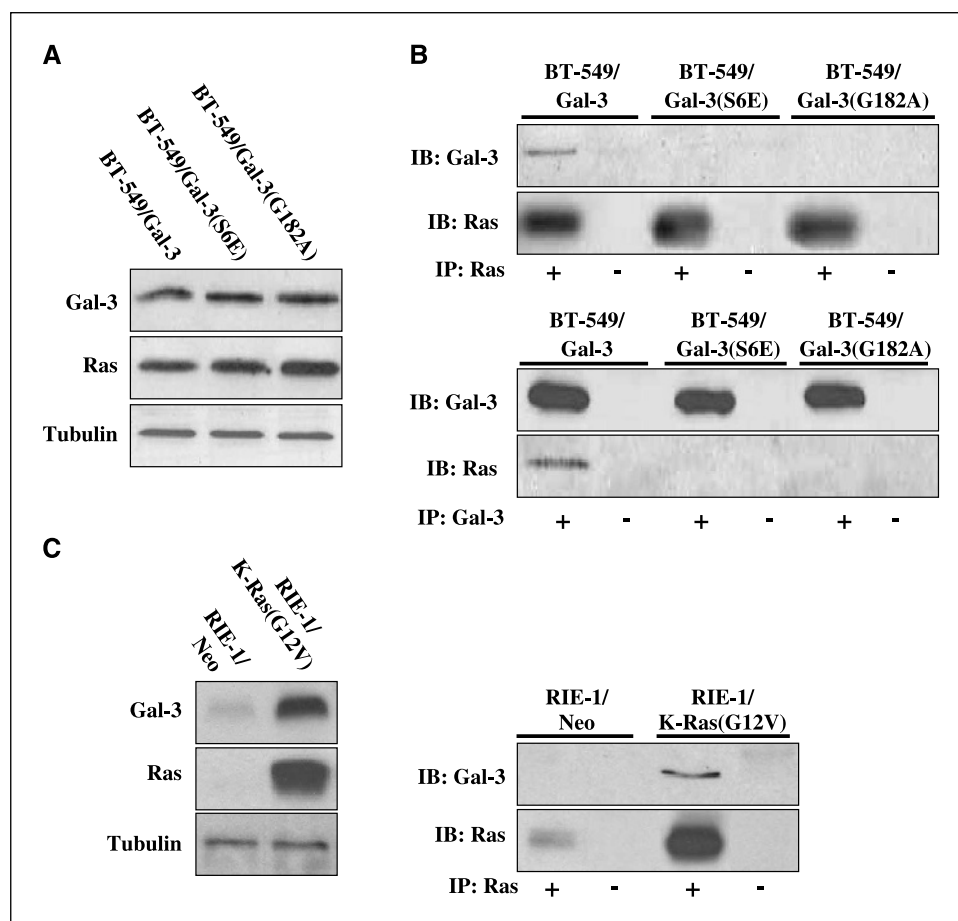 A
BT-549/Gal-3
BT-549/Gal-3(S6E)
BT-549/Gal-3(G182A)
Gal-3
Ras
Tubulin
B
BT-549/ BT-549/ BT-549/
Gal-3 Gal-3(S6E) Gal-3(G182A)
IB: Gal-3
IB: Ras
IP: Ras + - + - + -
BT-549/ BT-549/ BT-549/
Gal-3 Gal-3(S6E) Gal-3(G182A)
IB: Gal-3
IB: Ras
IP: Gal-3 + - + - + -
C
RIE-1/
Neo
RIE-1/
K-Ras(G12V)
Gal-3
Ras
Tubulin
RIE-1/ RIE-1/
Neo K-Ras(G12V)
IB: Gal-3
IB: Ras
IP: Ras + - + -